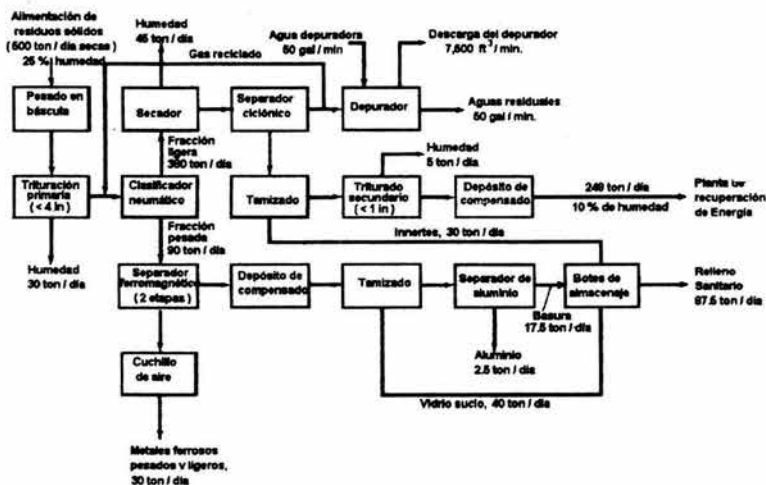 Alimentación de
residuos sólidos
(500 ton / día secas)
25 % humedad
Humedad
45 ton / día
Gas reciclado
Agua depuradora
50 gal / min
Descarga del depurador
7,500 ft³ / min.
Pesado en
báscula
Secador
Separador
ciclónico
Depurador
Aguas residuales
50 gal / min.
Fracción
ligera
380 ton / día
Humedad
5 ton / día
Trituración
primaria
( < 4 in )
Clasificador
neumático
Tamizado
Triturado
secundario
( < 1 in )
Depósito de
compensado
249 ton / día
10 % de humedad
Planta de
recuperación
de Energía
Humedad
30 ton / día
Fracción
pesada
90 ton / día
Innertes, 30 ton / día
Separador
ferromagnético
( 2 etapas )
Depósito de
compensado
Tamizado
Separador de
aluminio
Botes de
almacenaje
Relleno
Sanitario
87.5 ton / día
Basura
17.5 ton / día
Aluminio
2.5 ton / día
Cuchillo
de aire
Vidrio sucio, 40 ton / día
Metales ferrosos
pesados y ligeros,
30 ton / día